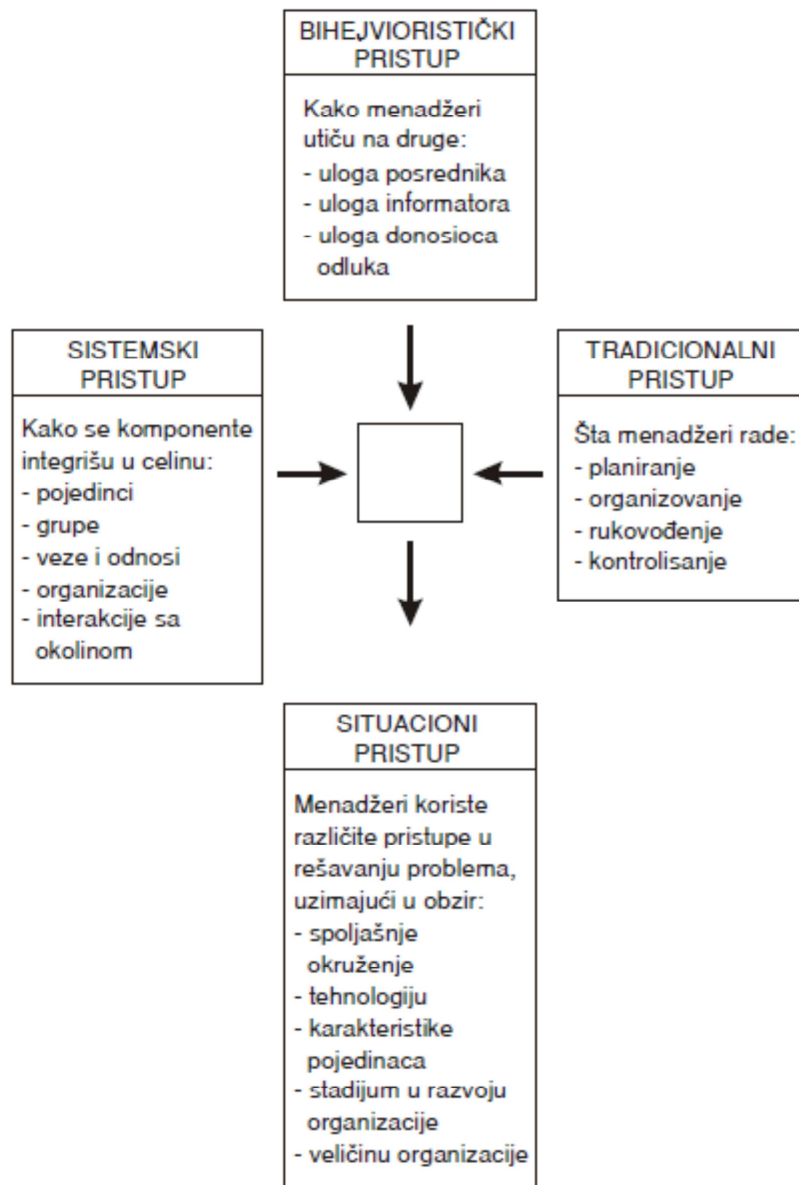 BIHEJVIORISTIČKI
PRISTUP
Kako menadžeri
utiču na druge:
- uloga posrednika
- uloga informatora
- uloga donosioca
odluka
SISTEMSKI
PRISTUP
Kako se komponente
integrišu u celinu:
- pojedinci
- grupe
- veze i odnosi
- organizacije
- interakcije sa
okolinom
TRADICIONALNI
PRISTUP
Šta menadžeri rade:
- planiranje
- organizovanje
- rukovođenje
- kontrolisanje
SITUACIONI
PRISTUP
Menadžeri koriste
različite pristupe u
rešavanju problema,
uzimajući u obzir:
- spoljašnje
okruženje
- tehnologiju
- karakteristike
pojedinaca
- stadijum u razvoju
organizacije
- veličinu organizacije